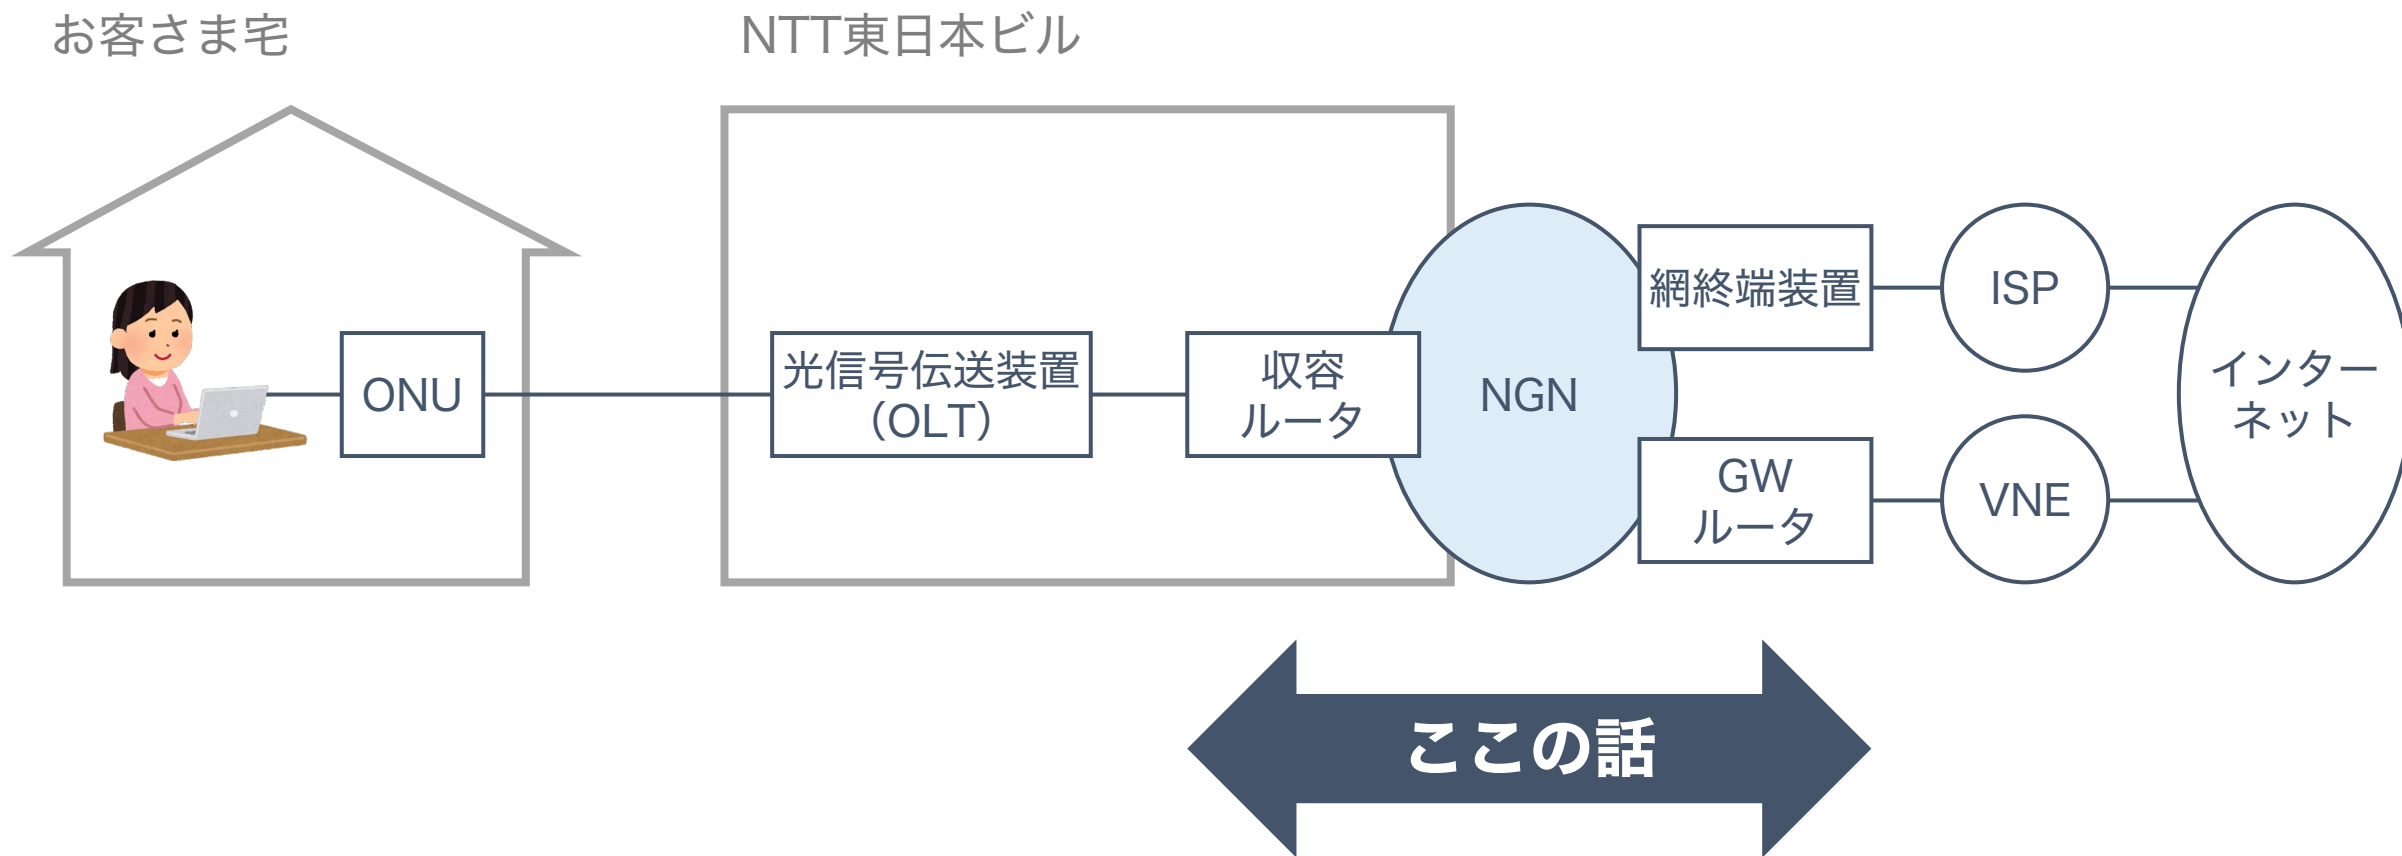 お客さま宅
NTT東日本ビル
ONU
光信号伝送装置
（OLT）
収容
ルータ
NGN
網終端装置
GW
ルータ
ISP
VNE
インター
ネット
ここの話